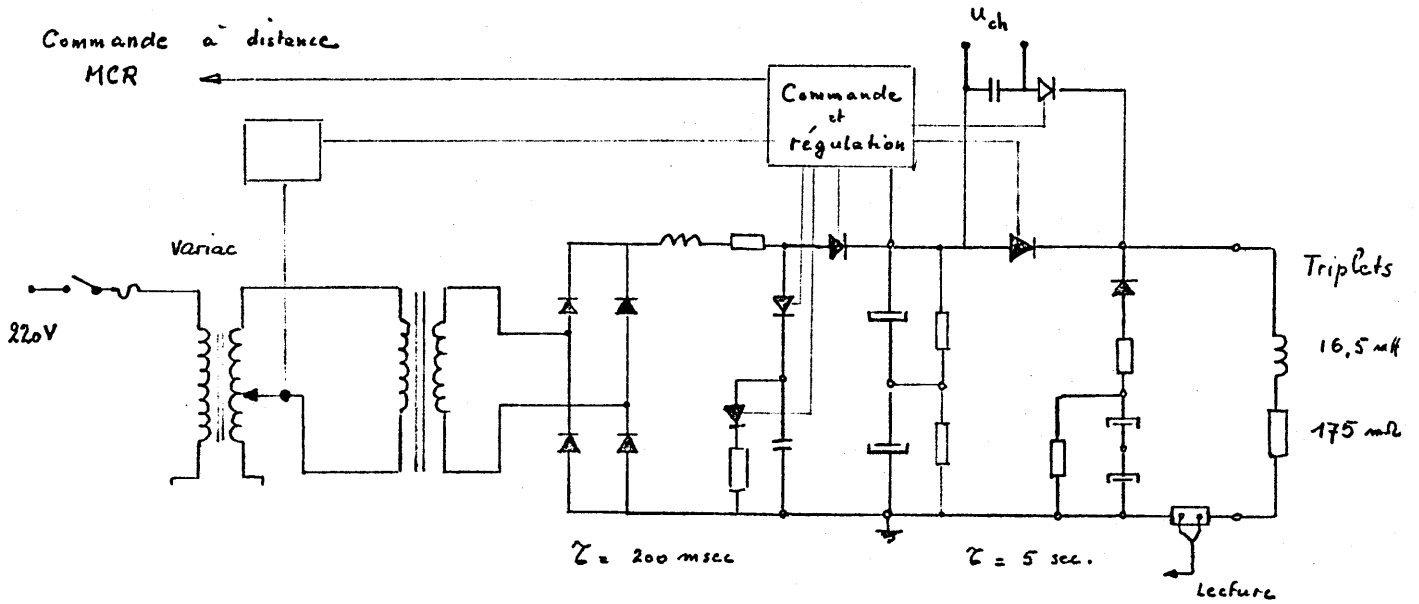 Commande à distance
MCR
U_ch
Commande
et
régulation
Variac
220V
Triplets
16,5 mH
175 mΩ
τ = 200 msec
τ = 5 sec.
Lecture